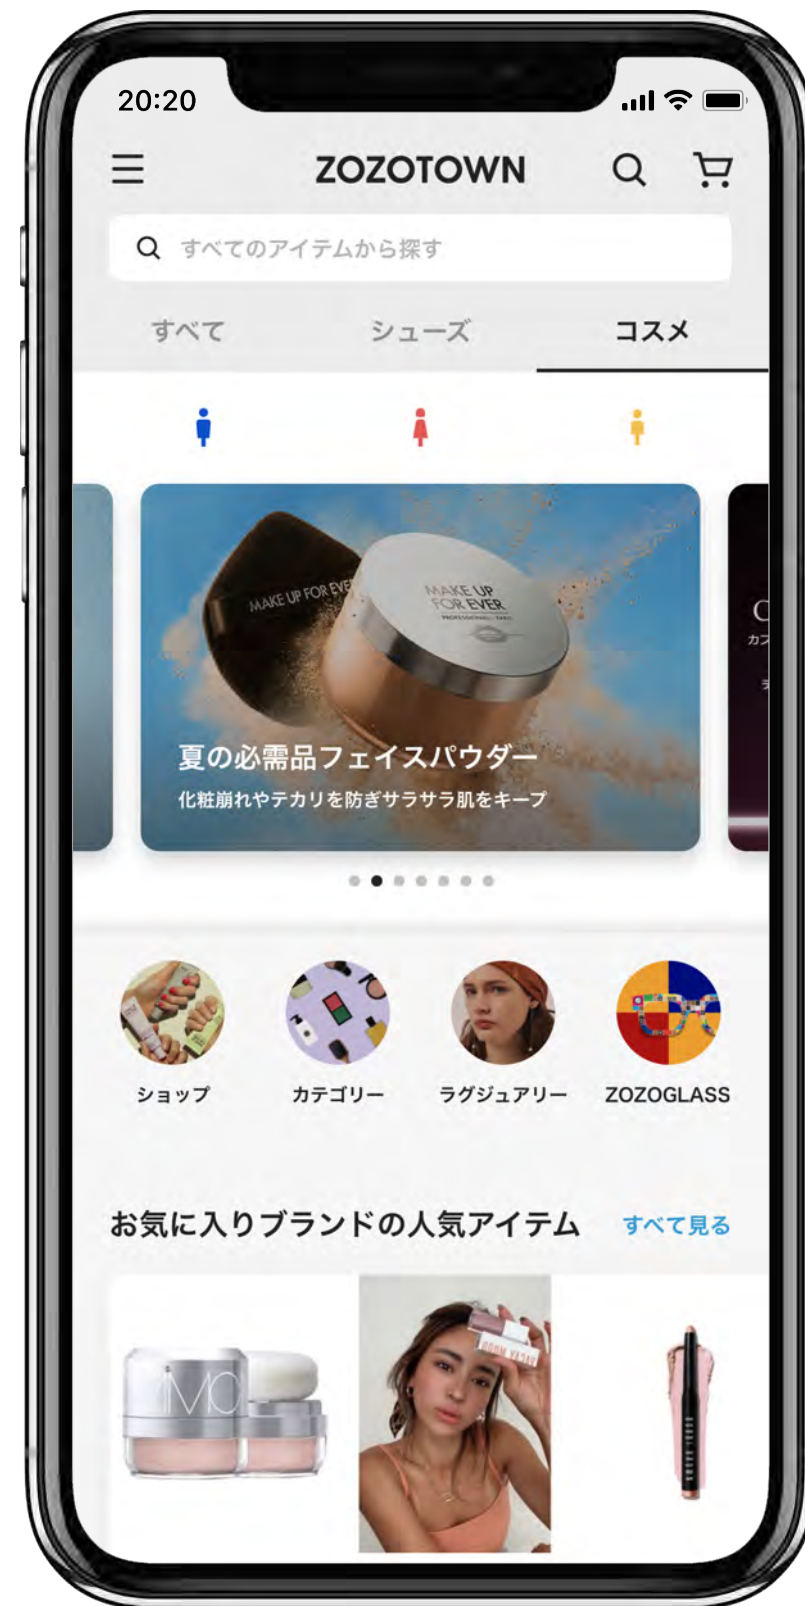 20:20
ZOZOTOWN
すべてのアイテムから探す
すべて
シューズ
コスメ
MAKE UP FOR EVER
MAKE UP
FOR EVER
夏の必需品フェイスパウダー
化粧崩れやテカリを防ぎサラサラ肌をキープ
ショップ
カテゴリー
ラグジュアリー
ZOZOGLASS
お気に入りブランドの人気アイテム
すべて見る